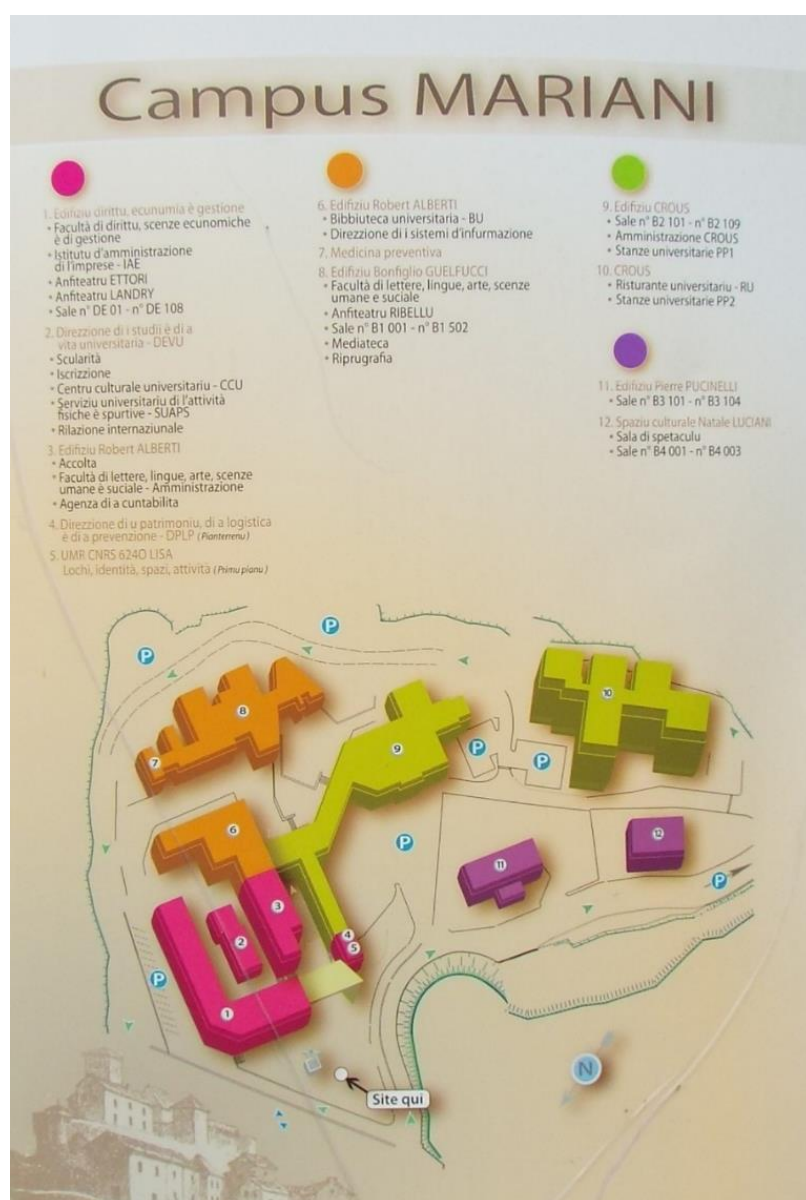 Campus MARIANI
1. Edifiziu dirittu, ecunumia è gestione
• Facultà di dirittu, scenze economiche
è di gestione
• Istitutu d'amministrazione
di l'imprese - IAE
• Anfiteatru ETTORI
• Anfiteatru LANDRY
• Sale n° DE 01 - n° DE 108
2. Direzzione di i studii è di a
vita universitaria - DEVU
• Scularità
• Iscrizzione
• Centru culturale universitariu - CCU
• Serviziu universitariu di l'attività
fisiche è spurtive - SUAPS
• Rilazione internaziunale
3. Edifiziu Robert ALBERTI
• Accolta
• Facultà di lettere, lingue, arte, scenze
umane è suciale - Amministrazione
• Agenza di a cuntabilita
4. Direzzione di u patrimoniu, di a logistica
è di a prevenzione - DPLP (Pianterrenu)
5. UMR CNRS 6240 LISA
Lochi, identità, spazi, attività (Primu pianu)
6. Edifiziu Robert ALBERTI
• Bibbiuteca universitaria - BU
• Direzzione di i sistemi d'infurmazione
7. Medicina preventiva
8. Edifiziu Bonfiglio GUELFUCCI
• Facultà di lettere, lingue, arte, scenze
umane è suciale
• Anfiteatru RIBELLU
• Sale n° B1 001 - n° B1 502
• Mediateca
• Riprugrafia
9. Edifiziu CROUS
• Sale n° B2 101 - n° B2 109
• Amministrazione CROUS
• Stanze universitarie PP1
10. CROUS
• Risturante universitariu - RU
• Stanze universitarie PP2
11. Edifiziu Pierre PUCINELLI
• Sale n° B3 101 - n° B3 104
12. Spaziu culturale Natale LUCIANI
• Sala di spetaculu
• Sale n° B4 001 - n° B4 003
P
P
10
8
9
P
P
7
6
P
12
11
P
3
4
2
5
P
1
N
Site qui